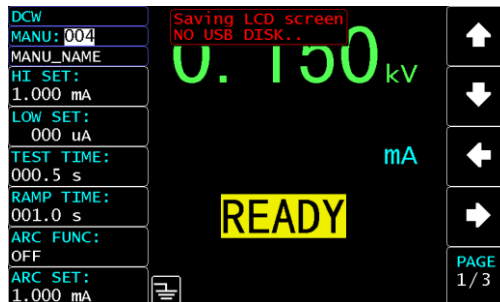 DCW
MANU: 004
MANU_NAME
HI SET:
1.000 mA
LOW SET:
000 uA
TEST TIME:
000.5 s
RAMP TIME:
001.0 s
ARC FUNC:
OFF
ARC SET:
1.000 mA
Saving LCD screen
NO USB DISK..
0.150 kV
mA
READY
PAGE
1/3